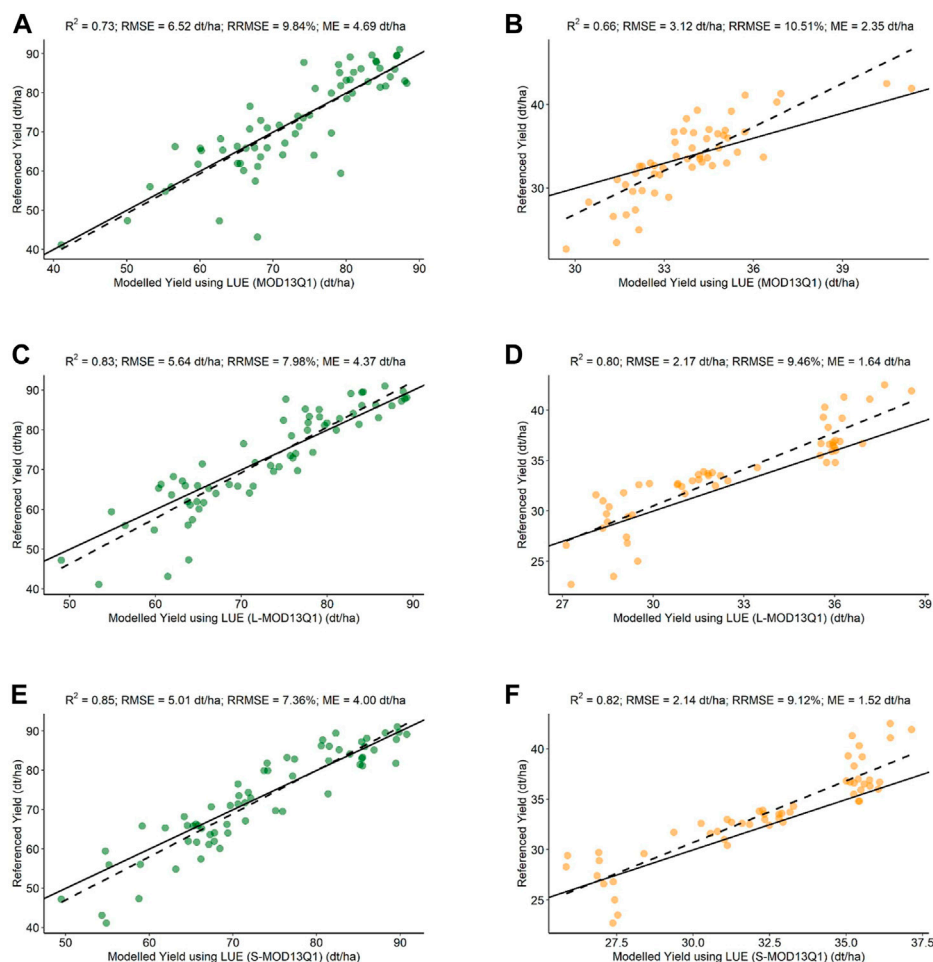 A
R2 = 0.73; RMSE = 6.52 dt/ha; RRMSE = 9.84%; ME = 4.69 dt/ha
Referenced Yield (dt/ha)
90
80
70
60
50
40
40 50 60 70 80 90
Modelled Yield using LUE (MOD13Q1) (dt/ha)
B
R2 = 0.66; RMSE = 3.12 dt/ha; RRMSE = 10.51%; ME = 2.35 dt/ha
Referenced Yield (dt/ha)
40
30
30 33 36 39
Modelled Yield using LUE (MOD13Q1) (dt/ha)
C
R2 = 0.83; RMSE = 5.64 dt/ha; RRMSE = 7.98%; ME = 4.37 dt/ha
Referenced Yield (dt/ha)
90
80
70
60
50
40
50 60 70 80 90
Modelled Yield using LUE (L-MOD13Q1) (dt/ha)
D
R2 = 0.80; RMSE = 2.17 dt/ha; RRMSE = 9.46%; ME = 1.64 dt/ha
Referenced Yield (dt/ha)
40
35
30
25
27 30 33 36 39
Modelled Yield using LUE (L-MOD13Q1) (dt/ha)
E
R2 = 0.85; RMSE = 5.01 dt/ha; RRMSE = 7.36%; ME = 4.00 dt/ha
Referenced Yield (dt/ha)
90
80
70
60
50
40
50 60 70 80 90
Modelled Yield using LUE (S-MOD13Q1) (dt/ha)
F
R2 = 0.82; RMSE = 2.14 dt/ha; RRMSE = 9.12%; ME = 1.52 dt/ha
Referenced Yield (dt/ha)
40
35
30
25
27.5 30.0 32.5 35.0 37.5
Modelled Yield using LUE (S-MOD13Q1) (dt/ha)